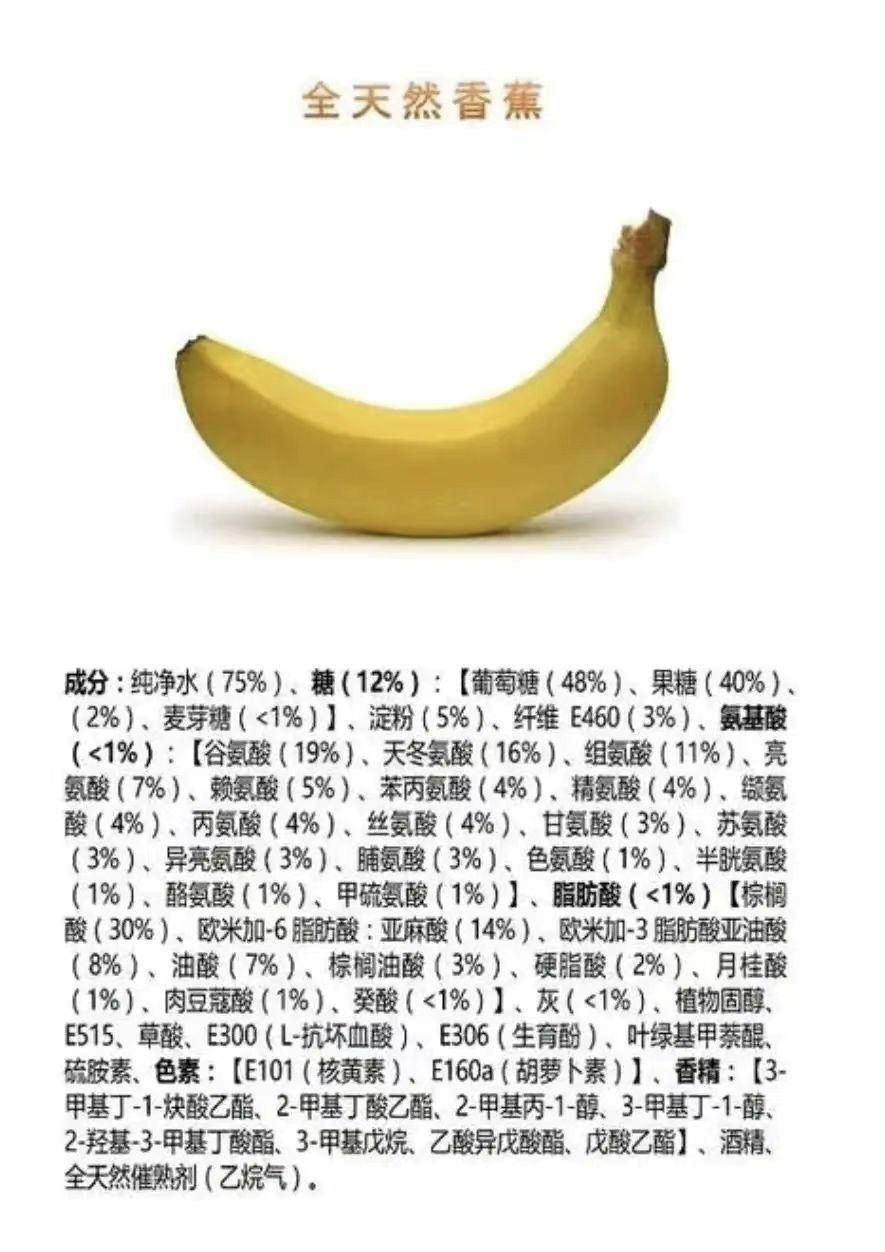 全天然香蕉
成分：纯净水（75%）、糖（12%）：【葡萄糖（48%）、果糖（40%）、
（2%）、麦芽糖（<1%）】、淀粉（5%）、纤维 E460（3%）、氨基酸
（<1%）：【谷氨酸（19%）、天冬氨酸（16%）、组氨酸（11%）、亮
氨酸（7%）、赖氨酸（5%）、苯丙氨酸（4%）、精氨酸（4%）、缬氨
酸（4%）、丙氨酸（4%）、丝氨酸（4%）、甘氨酸（3%）、苏氨酸
（3%）、异亮氨酸（3%）、脯氨酸（3%）、色氨酸（1%）、半胱氨酸
（1%）、酪氨酸（1%）、甲硫氨酸（1%）】、脂肪酸（<1%）【棕榈
酸（30%）、欧米加-6 脂肪酸：亚麻酸（14%）、欧米加-3 脂肪酸亚油酸
（8%）、油酸（7%）、棕榈油酸（3%）、硬脂酸（2%）、月桂酸
（1%）、肉豆蔻酸（1%）、癸酸（<1%）】、灰（<1%）、植物固醇、
E515、草酸、E300（L-抗坏血酸）、E306（生育酚）、叶绿基甲萘醌、
硫胺素、色素：【E101（核黄素）、E160a（胡萝卜素）】、香精：【3-
甲基丁-1-炔酸乙酯、2-甲基丁酸乙酯、2-甲基丙-1-醇、3-甲基丁-1-醇、
2-羟基-3-甲基丁酸酯、3-甲基戊烷、乙酸异戊酸酯、戊酸乙酯】、酒精、
全天然催熟剂（乙烷气）。